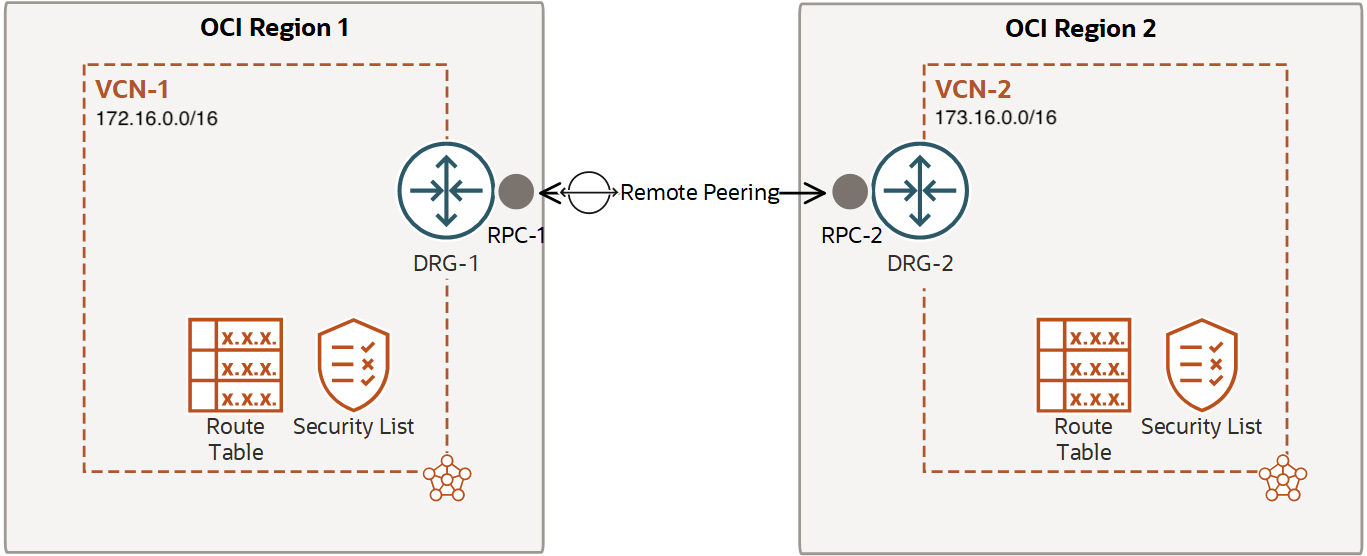 OCI Region 1
VCN-1
172.16.0.0/16
RPC-1
DRG-1
x.x.x.
x.x.x.
x.x.x.
Route
Table
Security List
Remote Peering
OCI Region 2
VCN-2
173.16.0.0/16
RPC-2
DRG-2
x.x.x.
x.x.x.
x.x.x.
Route
Table
Security List